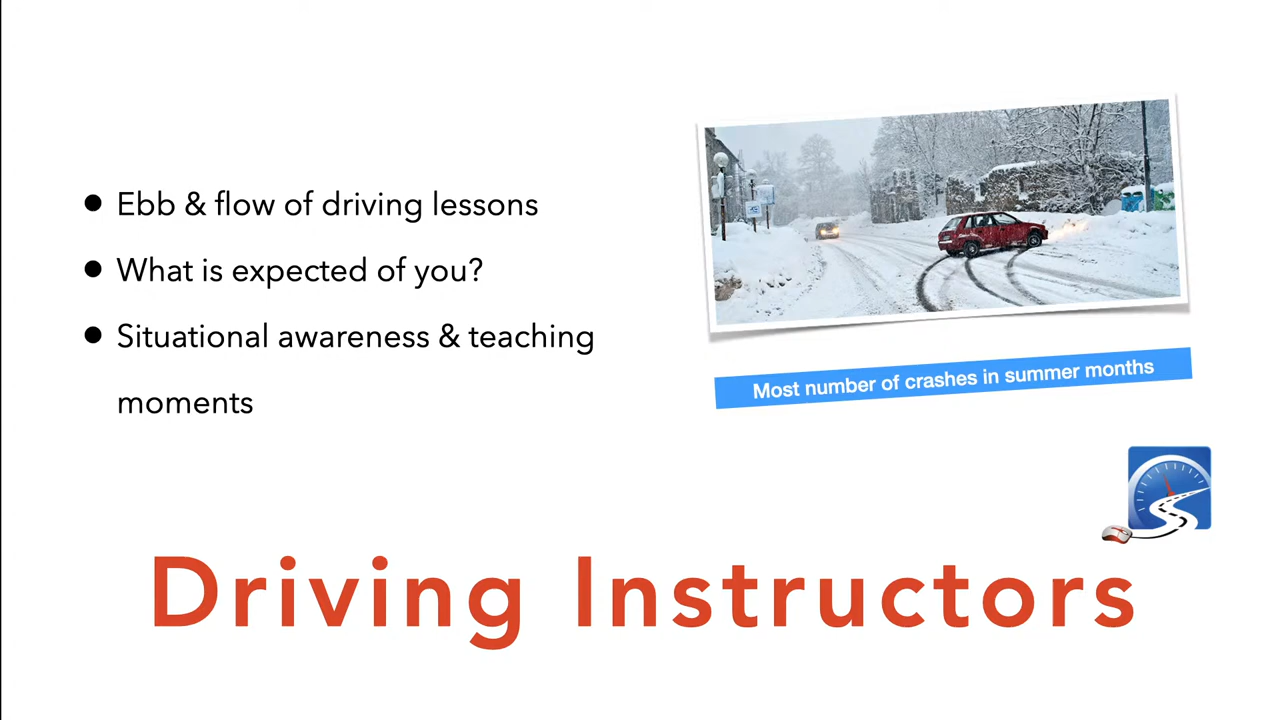 Ebb & flow of driving lessons
What is expected of you?
Situational awareness & teaching
moments
Most number of crashes in summer months
Driving Instructors